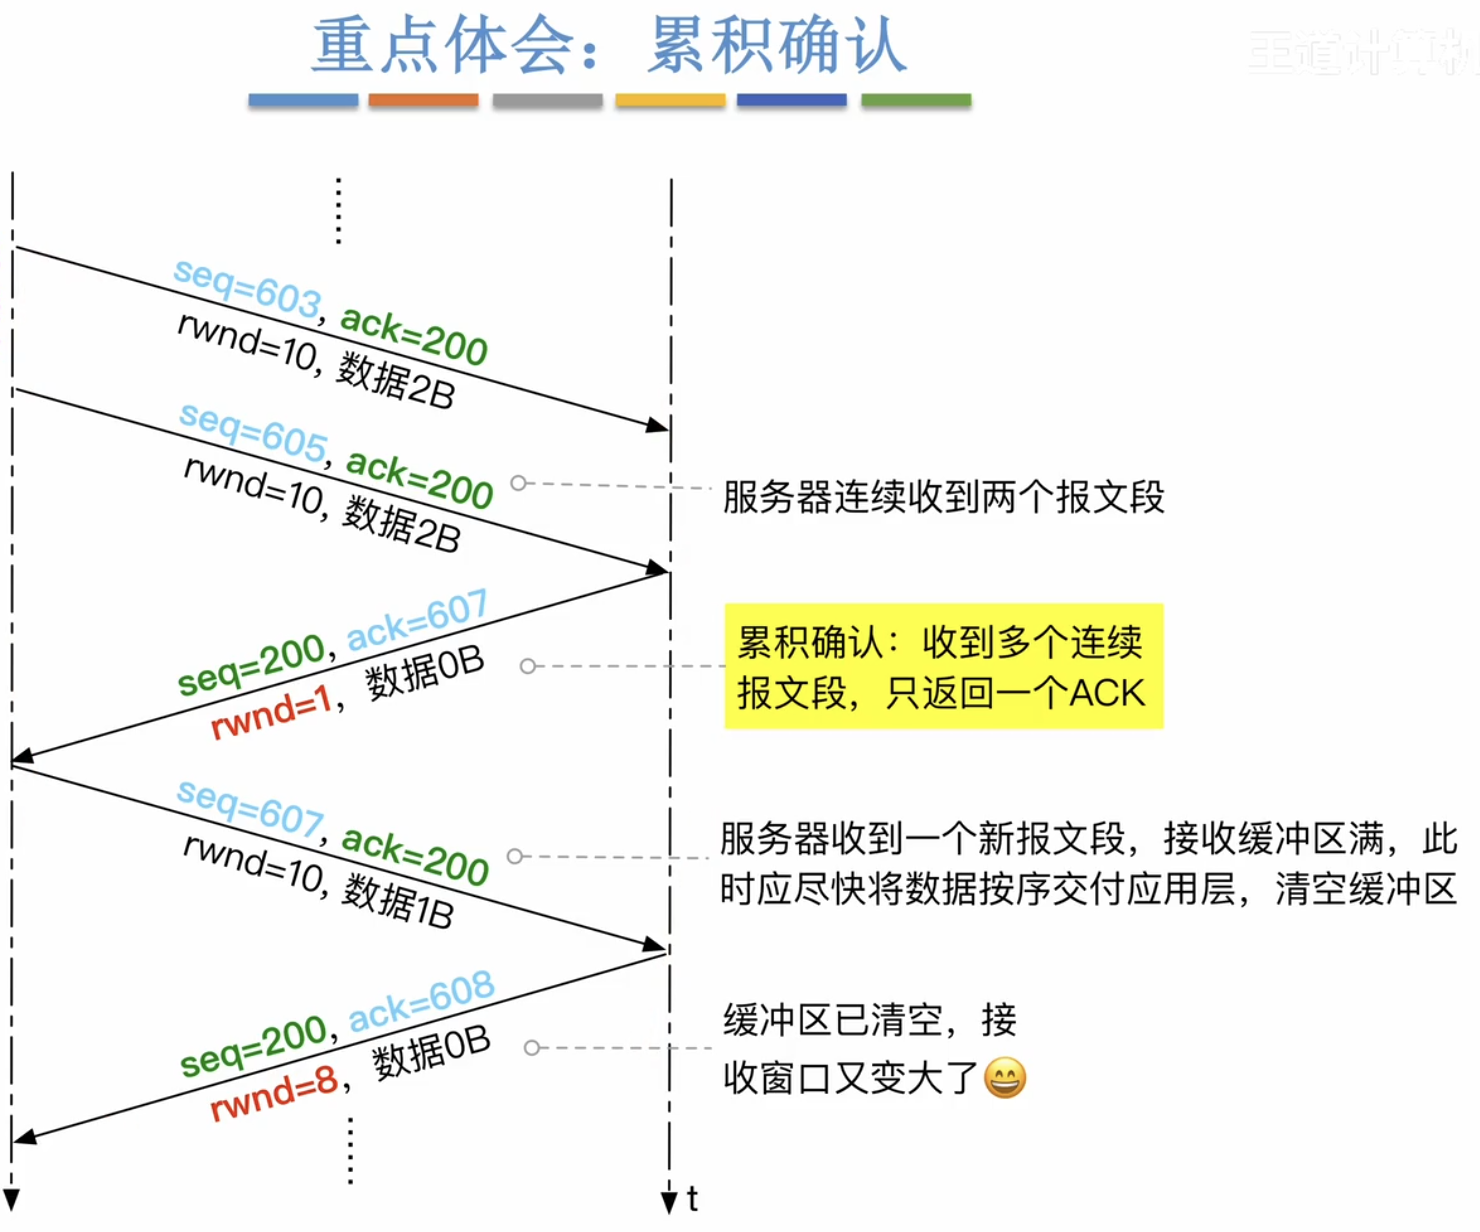 重点体会：累积确认
王道计算机
seq=603, ack=200
rwnd=10, 数据2B
seq=605, ack=200
rwnd=10, 数据2B
服务器连续收到两个报文段
seq=200, ack=607
rwnd=1, 数据0B
累积确认：收到多个连续
报文段，只返回一个ACK
seq=607, ack=200
rwnd=10, 数据1B
服务器收到一个新报文段，接收缓冲区满，此
时应尽快将数据按序交付应用层，清空缓冲区
seq=200, ack=608
rwnd=8, 数据0B
缓冲区已清空，接
收窗口又变大了😄
t